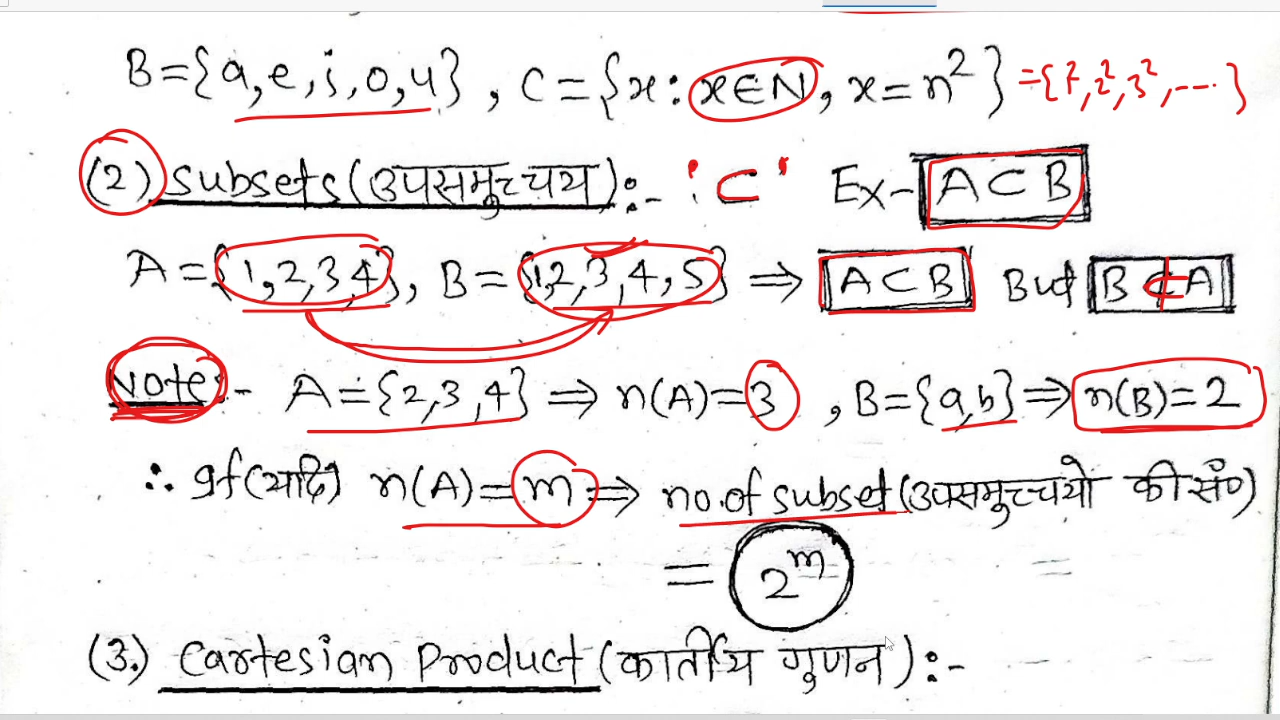 B={a,e,i,o,u}, C={x: x∈N, x=n²} ={1²,2²,3²,---}
(2) Subsets(उपसमुच्चय):- '⊂' Ex- A⊂B
A={1,2,3,4}, B={1,2,3,4,5} ⇒ A⊂B But B⊄A
Note:- A={2,3,4} ⇒ n(A)=3, B={a,b} ⇒ n(B)=2
∴ If(यदि) n(A)=m ⇒ no.of subset(उपसमुच्चयो की सं०)
= 2^m
(3.) Cartesian Product(कार्तीय गुणन):-